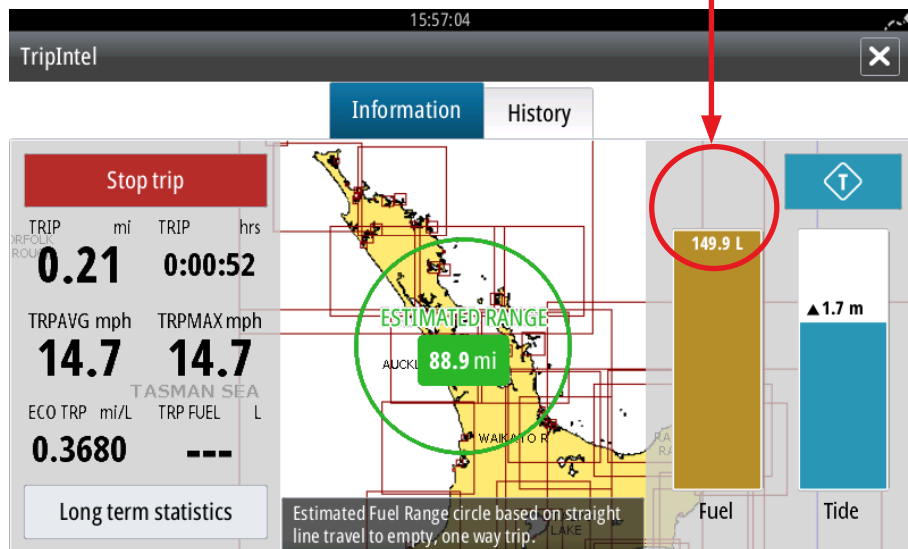 15:57:04
TripIntel
Information
History
Stop trip
TRIP mi TRIP hrs
0.21 0:00:52
TRPAVG mph TRPMAX mph
14.7 14.7
TASMAN SEA
ECO TRP mi/L TRP FUEL L
0.3680 ---
Long term statistics
ESTIMATED RANGE
88.9 mi
WAIKATO R
LAKE
Estimated Fuel Range circle based on straight
line travel to empty, one way trip.
149.9 L
▲1.7 m
T
Fuel
Tide